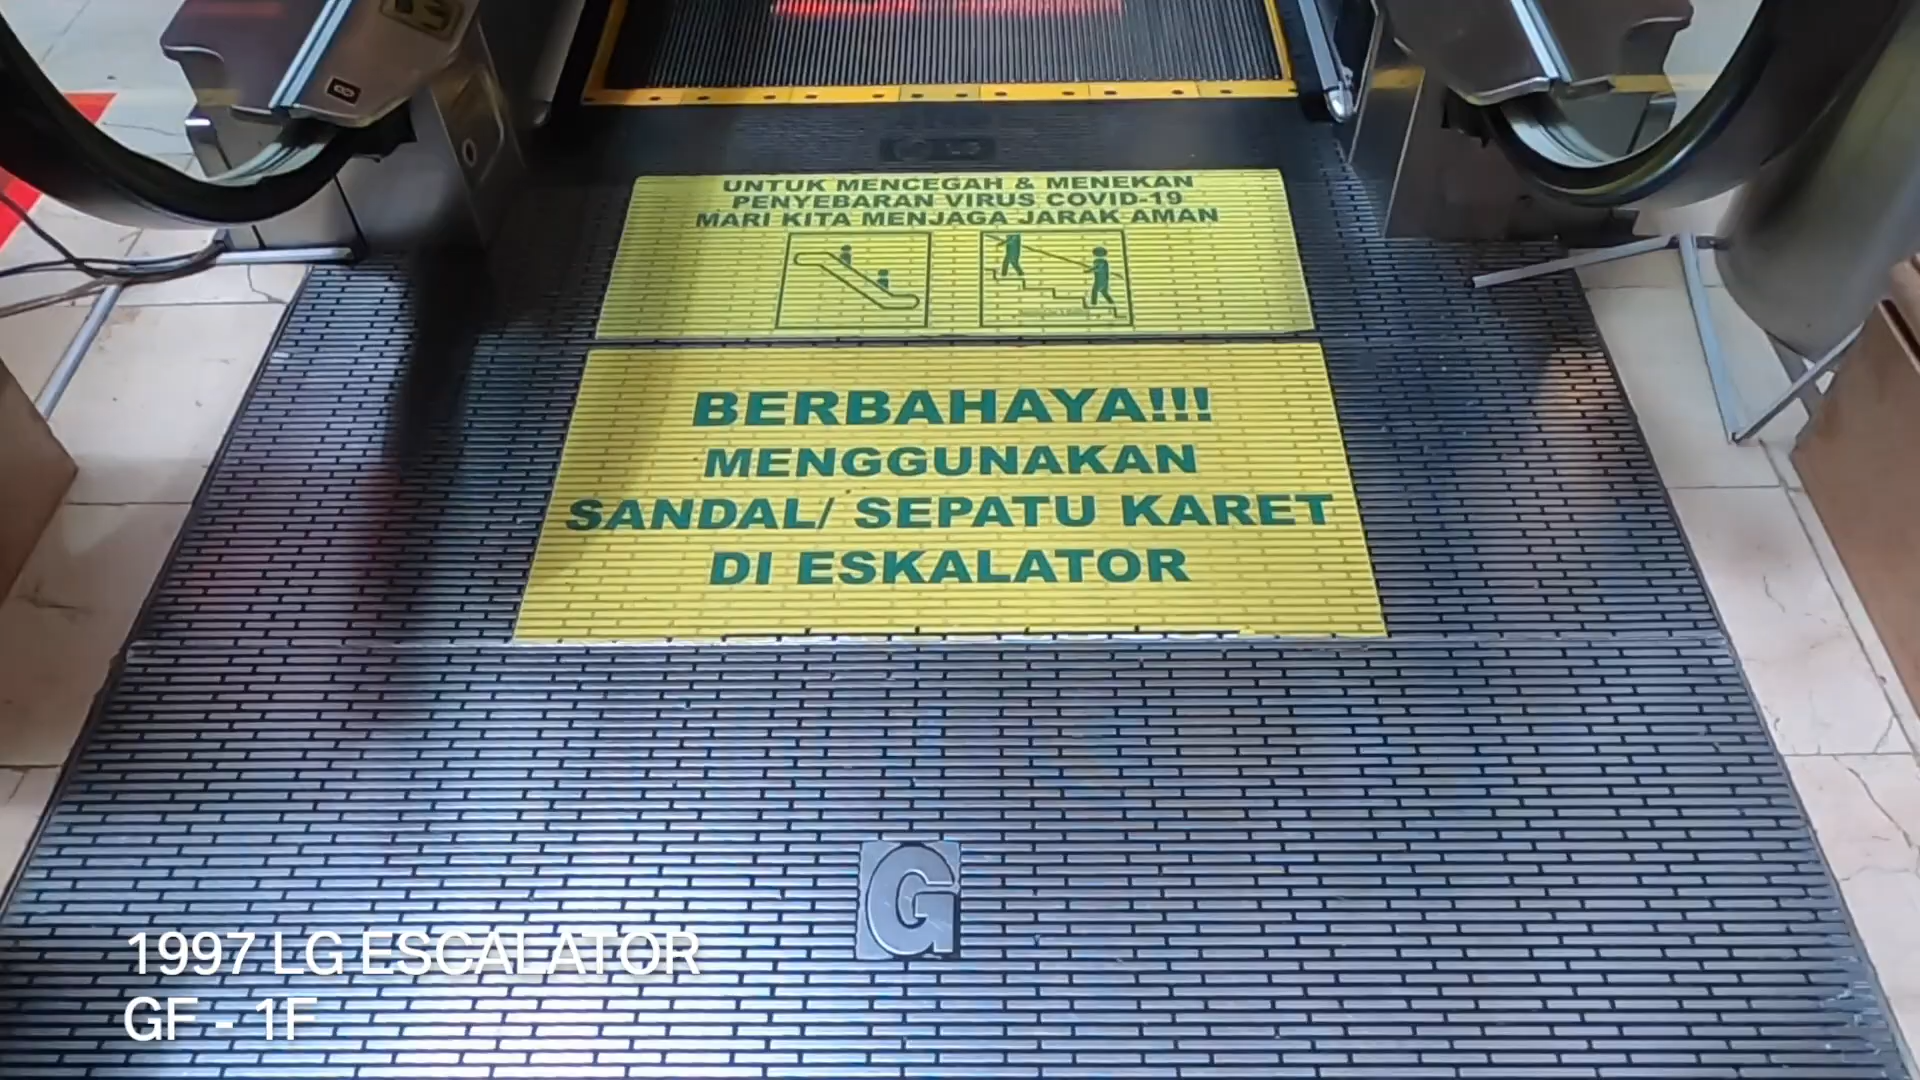 UNTUK MENCEGAH & MENEKAN
PENYEBARAN VIRUS COVID-19
MARI KITA MENJAGA JARAK AMAN
BERBAHAYA!!!
MENGGUNAKAN
SANDAL/ SEPATU KARET
DI ESKALATOR
G
1997 LG ESCALATOR
GF - 1F